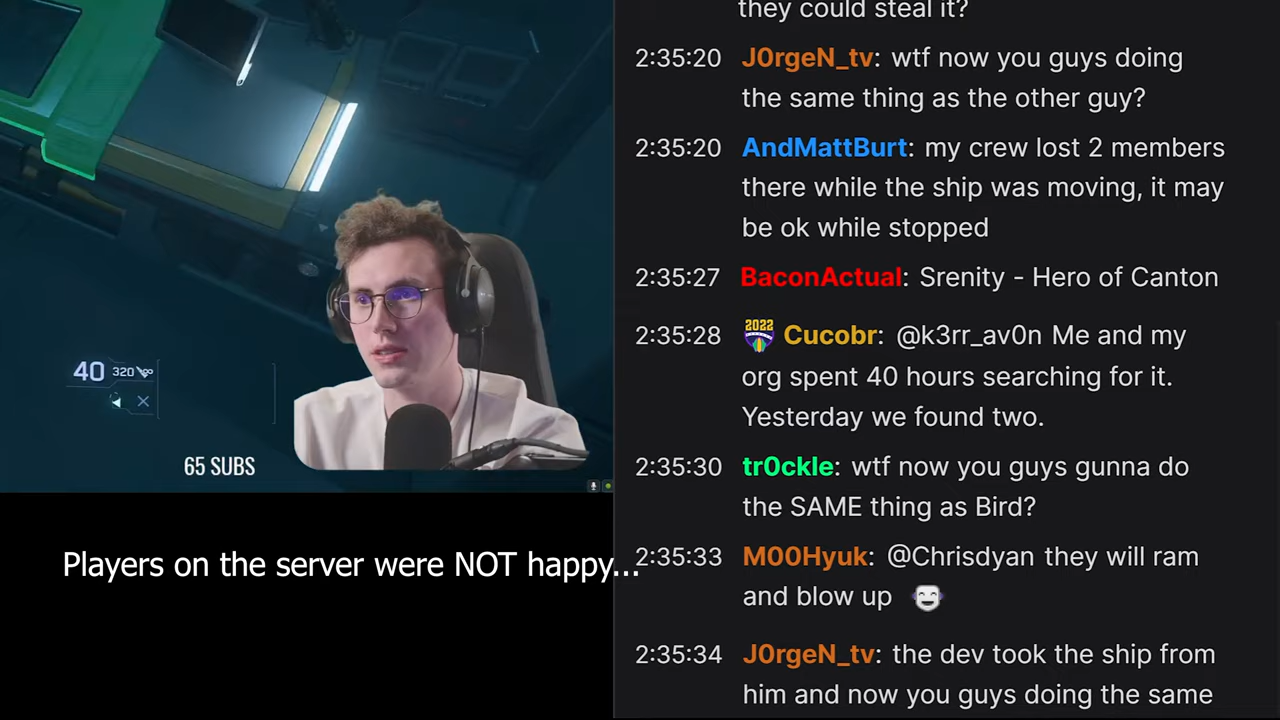 they could steal it?
2:35:20 J0rgeN_tv: wtf now you guys doing
the same thing as the other guy?
2:35:20 AndMattBurt: my crew lost 2 members
there while the ship was moving, it may
be ok while stopped
2:35:27 BaconActual: Srenity - Hero of Canton
2:35:28 2022 Cucobr: @k3rr_av0n Me and my
org spent 40 hours searching for it.
Yesterday we found two.
2:35:30 tr0ckle: wtf now you guys gunna do
the SAME thing as Bird?
2:35:33 M00Hyuk: @Chrisdyan they will ram
and blow up
2:35:34 J0rgeN_tv: the dev took the ship from
him and now you guys doing the same
40 320
65 SUBS
Players on the server were NOT happy...